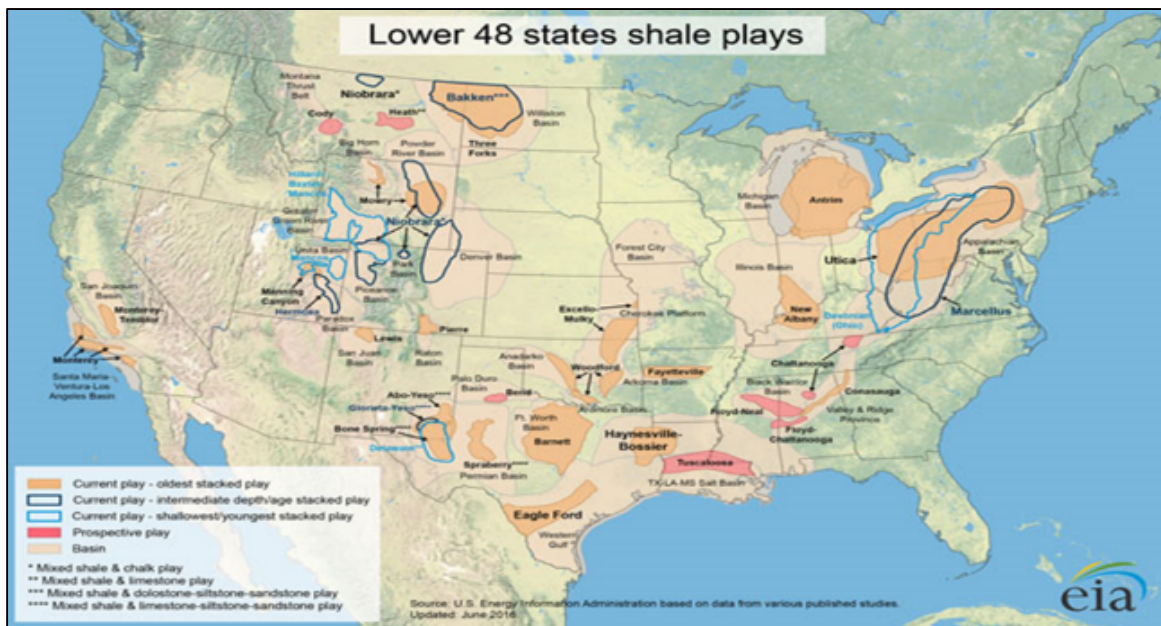 Lower 48 states shale plays
Montana
Thrust
Belt
Niobrara*
Bakken***
Cody
Heath**
Williston
Basin
Big Horn
Basin
Powder
River Basin
Three
Forks
Hilliard
Baxter
Mancos
Mowry
Greater
Green River
Basin
Niobrara*
Uinta Basin
Mancos
Park
Basin
Denver Basin
Manning
Canyon
Piceance
Basin
Hermosa
Paradox
Basin
San Joaquin
Basin
Monterey-
Temblor
Monterey
Santa Maria-
Ventura-Los
Angeles Basin
Lewis
San Juan
Basin
Pierre
Raton
Basin
Forest City
Basin
Excello-
Mulky
Cherokee Platform
Michigan
Basin
Antrim
Illinois Basin
New
Albany
Utica
Appalachian
Basin
Devonian
(Ohio)
Marcellus
Chattanooga
Anadarko
Basin
Woodford
Arkoma Basin
Fayetteville
Black Warrior
Basin
Conasauga
Palo Duro
Basin
Abo-Yeso****
Glorieta-Yeso****
Bone Spring****
Delaware
Bend
Ardmore Basin
Floyd-Neal
Valley & Ridge
Province
Floyd-
Chattanooga
Ft. Worth
Basin
Barnett
Haynesville-
Bossier
Spraberry****
Permian Basin
Tuscaloosa
TX-LA-MS Salt Basin
Eagle Ford
Western
Gulf
Current play - oldest stacked play
Current play - intermediate depth/age stacked play
Current play - shallowest/youngest stacked play
Prospective play
Basin
* Mixed shale & chalk play
** Mixed shale & limestone play
*** Mixed shale & dolostone-siltstone-sandstone play
**** Mixed shale & limestone-siltstone-sandstone play
Source: U.S. Energy Information Administration based on data from various published studies.
Updated: June 2016
eia